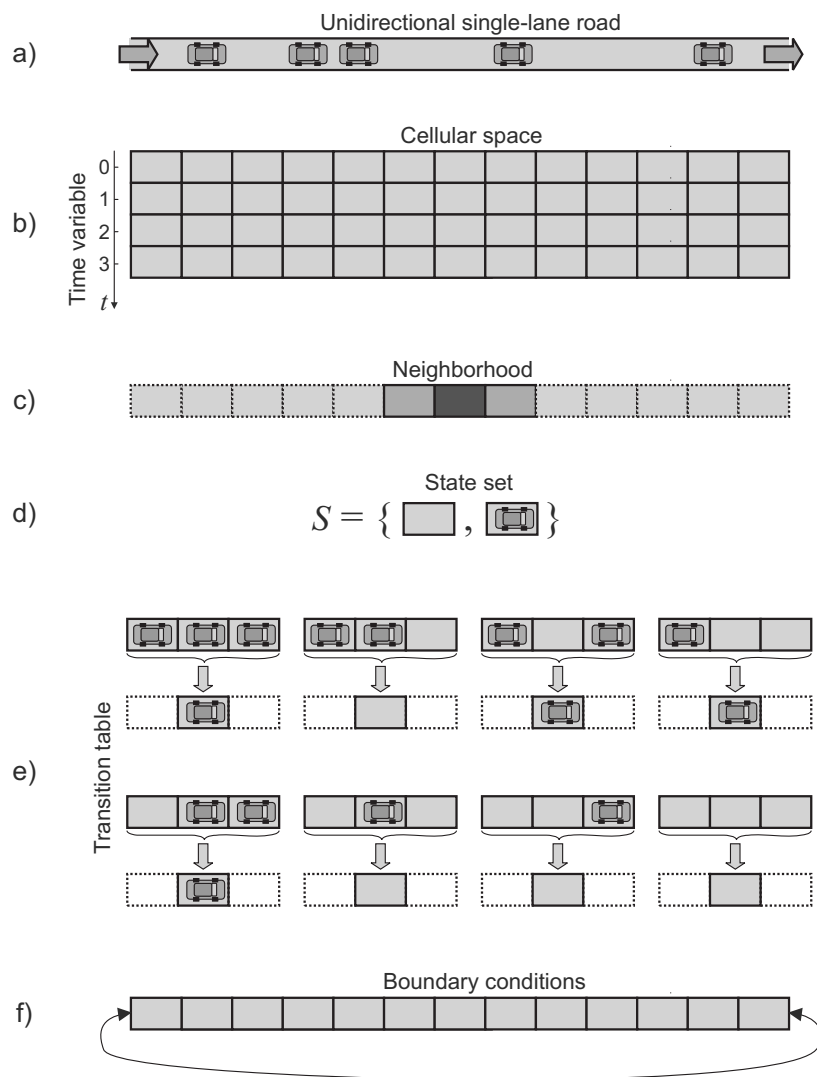 Unidirectional single-lane road
a)
Cellular space
b)
Time variable
0
1
2
3
t
Neighborhood
c)
State set
d)
S = { , }
e)
Transition table
Boundary conditions
f)